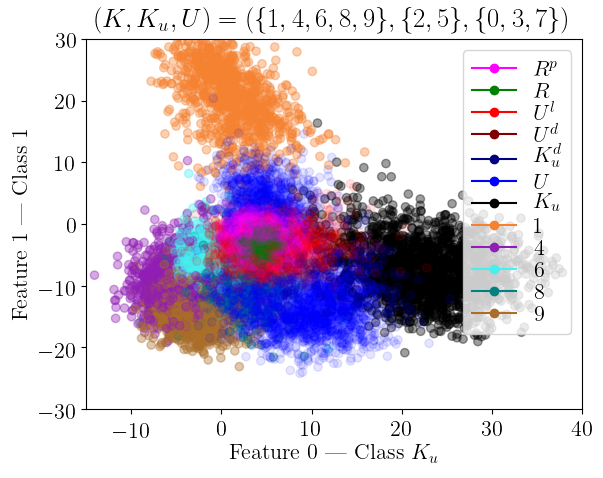 (K, K_u, U) = ({1, 4, 6, 8, 9}, {2, 5}, {0, 3, 7})
30
20
10
0
−10
−20
−30
Feature 1 — Class 1
R^p
R
U^l
U^d
K_u^d
U
K_u
1
4
6
8
9
−10
0
10
20
30
40
Feature 0 — Class K_u